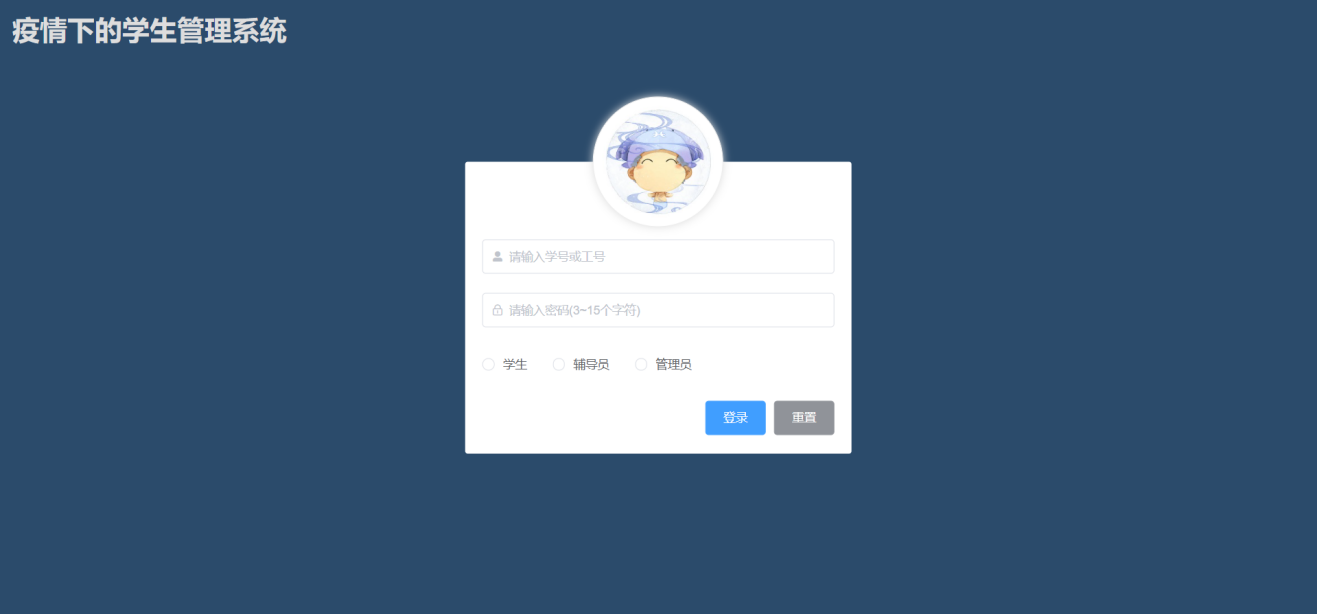 疫情下的学生管理系统
请输入学号或工号
请输入密码(3~15个字符)
学生 辅导员 管理员
登录 重置